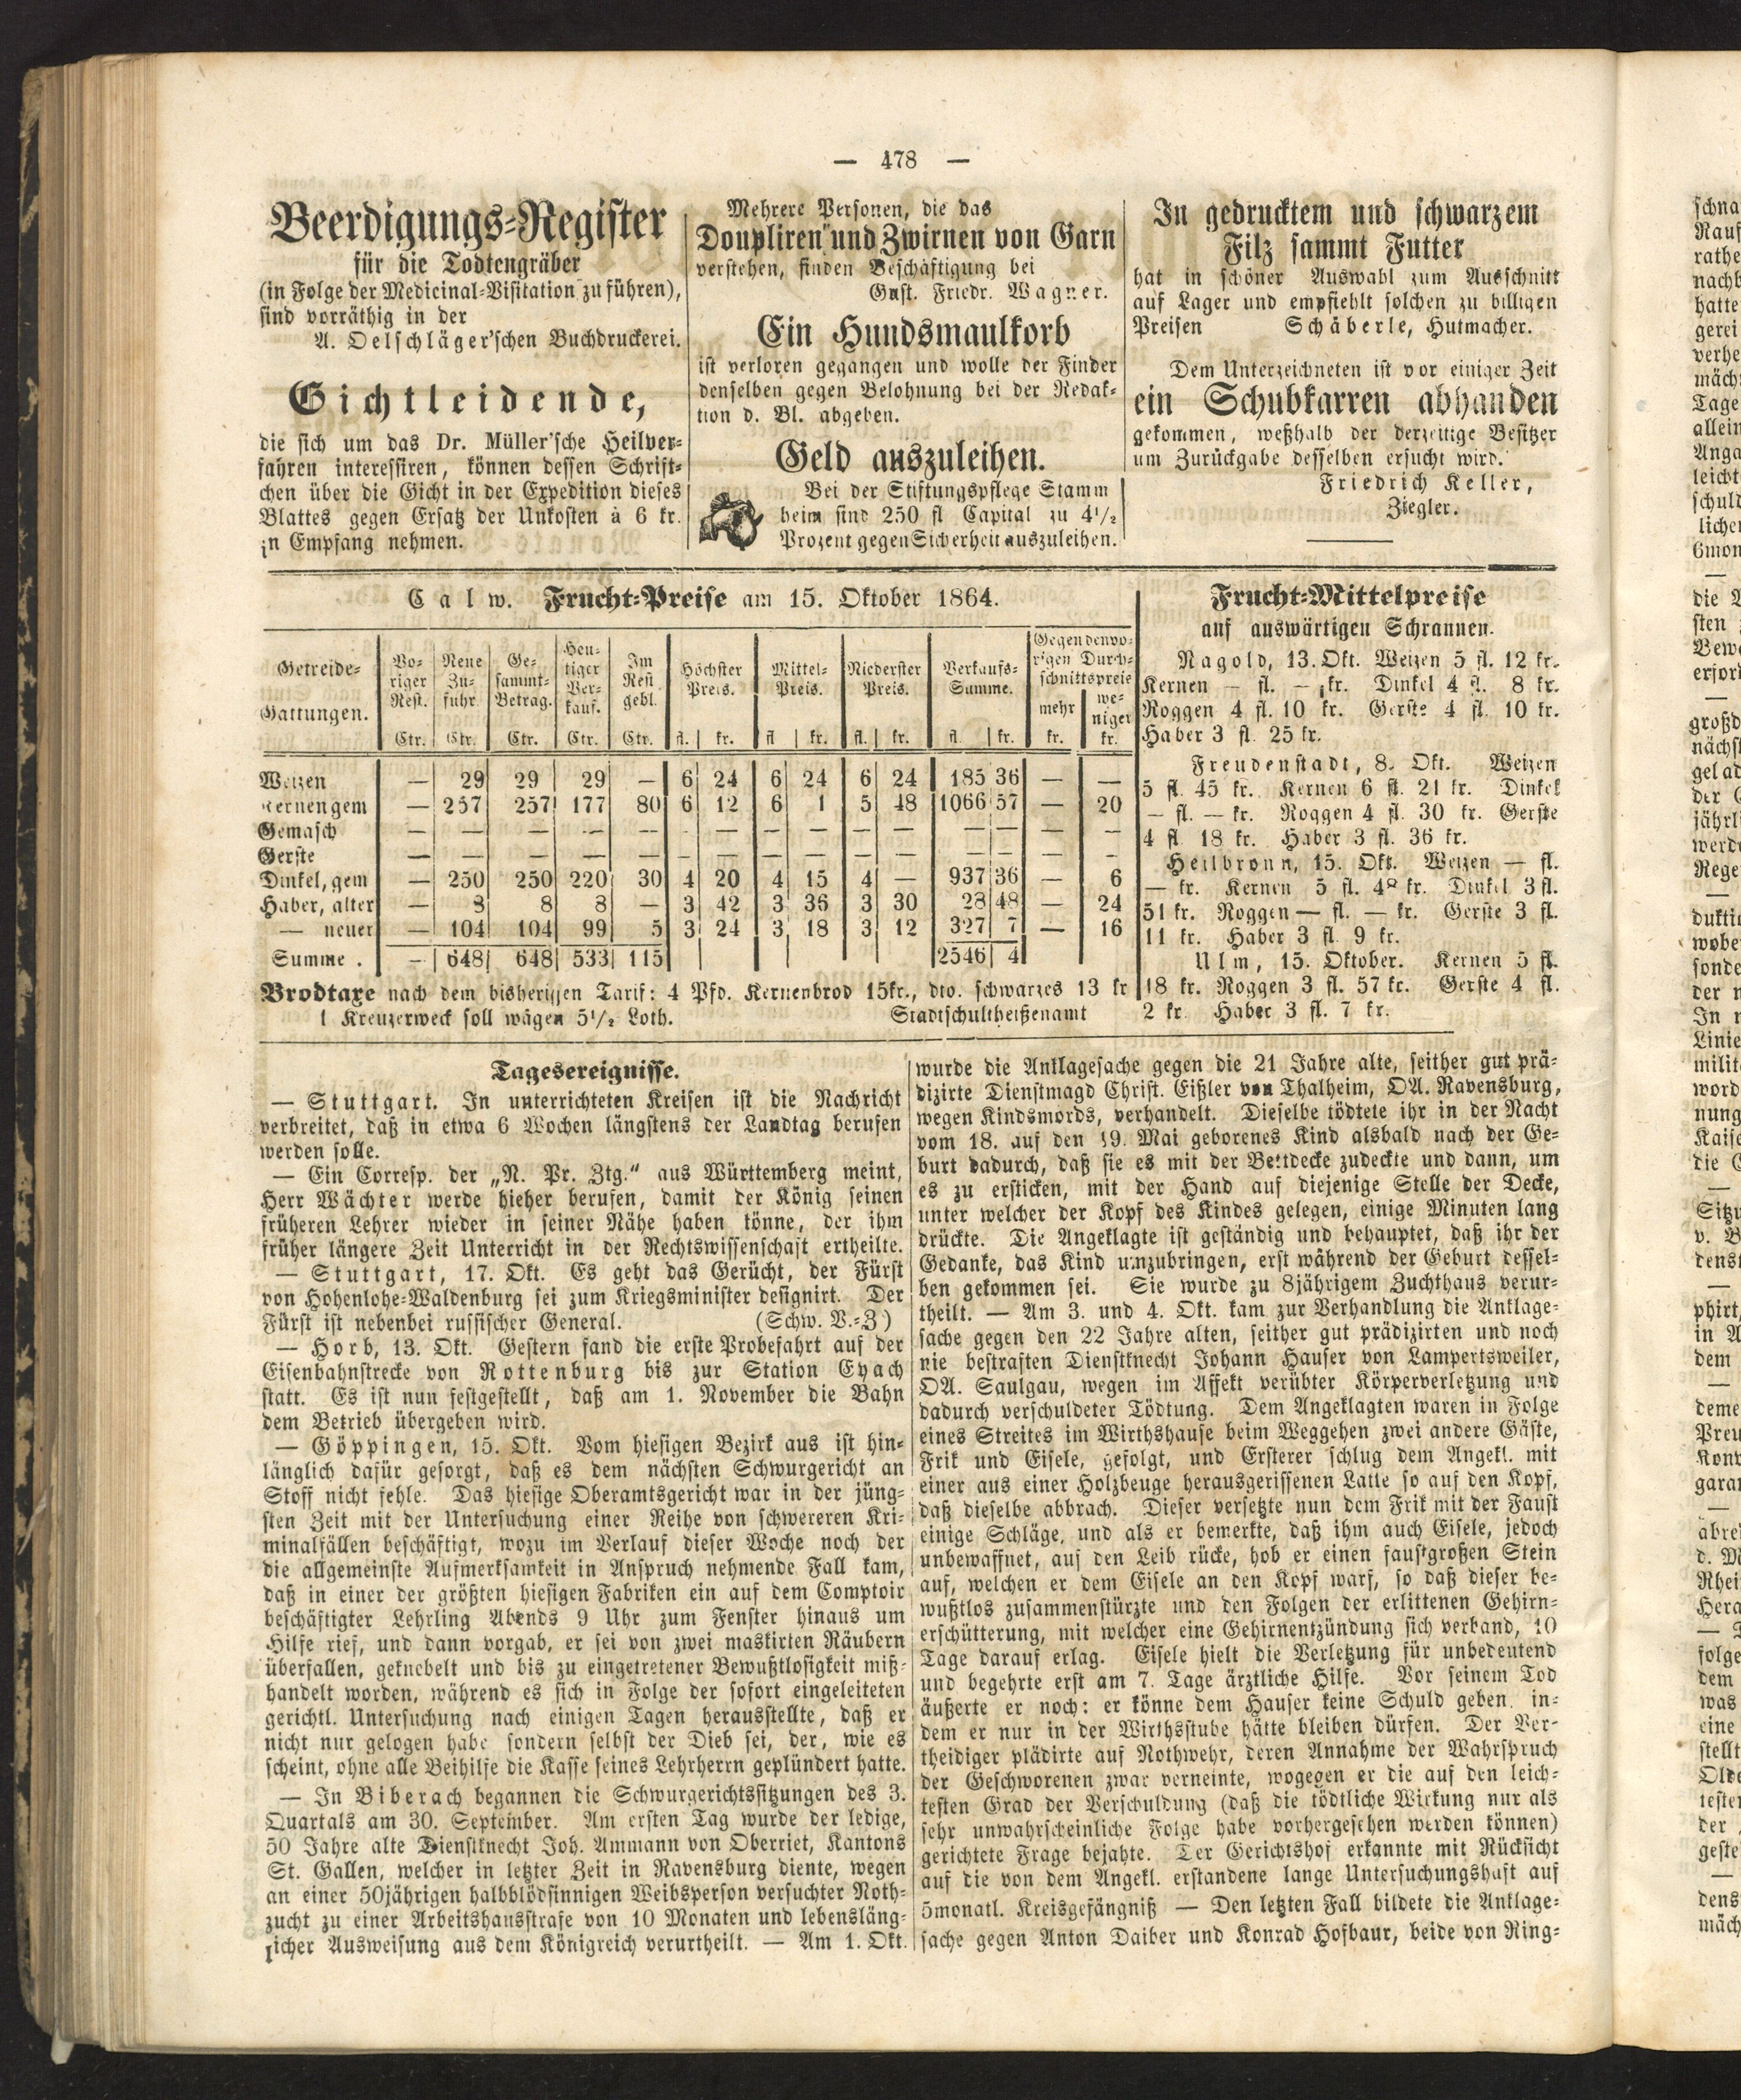 — 478 —
Beerdigungs-Register
für die Todtengräber
(in Folge der Medicinal-Visitation zu führen),
sind vorräthig in der
A. Oelschläger'schen Buchdruckerei.
Gichtleidende,
die sich um das Dr. Müller'sche Heilver-
fahren interessiren, können dessen Schrift-
chen über die Gicht in der Expedition dieses
Blattes gegen Ersatz der Unkosten à 6 kr.
in Empfang nehmen.
Mehrere Personen, die das
Doupliren und Zwirnen von Garn
verstehen, finden Beschäftigung bei
Gust. Friedr. Wagner.
Ein Hundsmaulkorb
ist verloren gegangen und wolle der Finder
denselben gegen Belohnung bei der Redak-
tion d. Bl. abgeben.
Geld auszuleihen.
Bei der Stiftungspflege Stamm
heim sind 250 fl Capital zu 4½
Prozent gegen Sicherheit auszuleihen.
In gedrucktem und schwarzem
Filz sammt Futter
hat in schöner Auswahl zum Ausschnitt
auf Lager und empfiehlt solchen zu billigen
Preisen Schäberle, Hutmacher.
Dem Unterzeichneten ist vor einiger Zeit
ein Schubkarren abhanden
gekommen, weßhalb der derzeitige Besitzer
um Zurückgabe desselben ersucht wird.
Friedrich Keller,
Ziegler.
Calw. Frucht-Preise am 15. Oktober 1864.
Getreide-Gattungen. | Voriger Rest. | Neue Zufuhr | Gesammt-Betrag. | Heutiger Verkauf. | Im Rest gebl. | Höchster Preis. | Mittel-Preis. | Niederster Preis. | Verkaufs-Summe. | Gegen den vorigen Durchschnittspreis mehr | weniger
Ctr. | Ctr. | Ctr. | Ctr. | Ctr. | fl. | kr. | fl | kr. | fl. | kr. | fl. | kr. | kr. | kr.
Weizen — 29 29 29 — 6 24 6 24 6 24 185 36 — —
Kernen gem — 257 257 177 80 6 12 6 1 5 48 1066 57 — 20
Gemasch — — — — — — — — — — — — — — —
Gerste — — — — — — — — — — — — — — —
Dinkel, gem — 250 250 220 30 4 20 4 15 4 — 937 36 — 6
Haber, alter — 8 8 8 — 3 42 3 36 3 30 28 48 — 24
— neuer — 104 104 99 5 3 24 3 18 3 12 327 7 — 16
Summe . — 648 648 533 115 2546 4
Brodtaxe nach dem bisherigen Tarif: 4 Pfd. Kernenbrod 15kr., dto. schwarzes 13 kr
1 Kreuzerweck soll wägen 5½ Loth. Stadtschultheißenamt
Frucht-Mittelpreise
auf auswärtigen Schrannen.
Nagold, 13. Okt. Weizen 5 fl. 12 kr.
Kernen — fl. — kr. Dinkel 4 fl. 8 kr.
Roggen 4 fl. 10 kr. Gerste 4 fl. 10 kr.
Haber 3 fl. 25 kr.
Freudenstadt, 8. Okt. Weizen
5 fl. 45 kr. Kernen 6 fl. 21 kr. Dinkel
— fl. — kr. Roggen 4 fl. 30 kr. Gerste
4 fl 18 kr. Haber 3 fl. 36 kr.
Heilbronn, 15. Okt. Weizen — fl.
— kr. Kernen 5 fl. kr. Dinkel 3 fl.
51 kr. Roggen — fl. — kr. Gerste 3 fl.
11 kr. Haber 3 fl. 9 kr.
Ulm, 15. Oktober. Kernen 5 fl.
18 kr. Roggen 3 fl. 57 kr. Gerste 4 fl.
2 kr. Haber 3 fl. 7 kr.
Tagesereignisse.
— Stuttgart. In unterrichteten Kreisen ist die Nachricht
verbreitet, daß in etwa 6 Wochen längstens der Landtag berufen
werden solle.
— Ein Corresp. der „N. Pr. Ztg.“ aus Württemberg meint,
Herr Wächter werde hieher berufen, damit der König seinen
früheren Lehrer wieder in seiner Nähe haben könne, der ihm
früher längere Zeit Unterricht in der Rechtswissenschaft ertheilte.
— Stuttgart, 17. Okt. Es geht das Gerücht, der Fürst
von Hohenlohe-Waldenburg sei zum Kriegsminister designirt. Der
Fürst ist nebenbei russischer General. (Schw. V.-Z)
— Horb, 13. Okt. Gestern fand die erste Probefahrt auf der
Eisenbahnstrecke von Rottenburg bis zur Station Eyach
statt. Es ist nun festgestellt, daß am 1. November die Bahn
dem Betrieb übergeben wird.
— Göppingen, 15. Okt. Vom hiesigen Bezirk aus ist hin-
länglich dafür gesorgt, daß es dem nächsten Schwurgericht an
Stoff nicht fehle. Das hiesige Oberamtsgericht war in der jüng-
sten Zeit mit der Untersuchung einer Reihe von schwereren Kri-
minalfällen beschäftigt, wozu im Verlauf dieser Woche noch der
die allgemeinste Aufmerksamkeit in Anspruch nehmende Fall kam,
daß in einer der größten hiesigen Fabriken ein auf dem Comptoir
beschäftigter Lehrling Abends 9 Uhr zum Fenster hinaus um
Hilfe rief, und dann vorgab, er sei von zwei maskirten Räubern
überfallen, geknebelt und bis zu eingetretener Bewußtlosigkeit miß-
handelt worden, während es sich in Folge der sofort eingeleiteten
gerichtl. Untersuchung nach einigen Tagen herausstellte, daß er
nicht nur gelogen habe sondern selbst der Dieb sei, der, wie es
scheint, ohne alle Beihilfe die Kasse seines Lehrherrn geplündert hatte.
— In Biberach begannen die Schwurgerichtssitzungen des 3.
Quartals am 30. September. Am ersten Tag wurde der ledige,
50 Jahre alte Dienstknecht Joh. Ammann von Oberriet, Kantons
St. Gallen, welcher in letzter Zeit in Ravensburg diente, wegen
an einer 50jährigen halbblödsinnigen Weibsperson versuchter Noth-
zucht zu einer Arbeitshausstrafe von 10 Monaten und lebensläng-
licher Ausweisung aus dem Königreich verurtheilt. — Am 1. Okt.
wurde die Anklagesache gegen die 21 Jahre alte, seither gut prä-
dizirte Dienstmagd Christ. Eißler von Thalheim, OA. Ravensburg,
wegen Kindsmords, verhandelt. Dieselbe tödtete ihr in der Nacht
vom 18. auf den 19. Mai geborenes Kind alsbald nach der Ge-
burt dadurch, daß sie es mit der Bettdecke zudeckte und dann, um
es zu ersticken, mit der Hand auf diejenige Stelle der Decke,
unter welcher der Kopf des Kindes gelegen, einige Minuten lang
drückte. Die Angeklagte ist geständig und behauptet, daß ihr der
Gedanke, das Kind umzubringen, erst während der Geburt dessel-
ben gekommen sei. Sie wurde zu 8jährigem Zuchthaus verur-
theilt. — Am 3. und 4. Okt. kam zur Verhandlung die Anklage-
sache gegen den 22 Jahre alten, seither gut prädizirten und noch
nie bestraften Dienstknecht Johann Hauser von Lampertsweiler,
OA. Saulgau, wegen im Affekt verübter Körperverletzung und
dadurch verschuldeter Tödtung. Dem Angeklagten waren in Folge
eines Streites im Wirthshause beim Weggehen zwei andere Gäste,
Frik und Eisele, gefolgt, und Ersterer schlug dem Angekl. mit
einer aus einer Holzbeuge herausgerissenen Latte so auf den Kopf,
daß dieselbe abbrach. Dieser versetzte nun dem Frik mit der Faust
einige Schläge, und als er bemerkte, daß ihm auch Eisele, jedoch
unbewaffnet, auf den Leib rücke, hob er einen faustgroßen Stein
auf, welchen er dem Eisele an den Kopf warf, so daß dieser be-
wußtlos zusammenstürzte und den Folgen der erlittenen Gehirn-
erschütterung, mit welcher eine Gehirnentzündung sich verband, 10
Tage darauf erlag. Eisele hielt die Verletzung für unbedeutend
und begehrte erst am 7. Tage ärztliche Hilfe. Vor seinem Tod
äußerte er noch: er könne dem Hauser keine Schuld geben, in-
dem er nur in der Wirthsstube hätte bleiben dürfen. Der Ver-
theidiger plädirte auf Nothwehr, deren Annahme der Wahrspruch
der Geschworenen zwar verneinte, wogegen er die auf den leich-
testen Grad der Verschuldung (daß die tödtliche Wirkung nur als
sehr unwahrscheinliche Folge habe vorhergesehen werden können)
gerichtete Frage bejahte. Der Gerichtshof erkannte mit Rücksicht
auf die von dem Angekl. erstandene lange Untersuchungshaft auf
5monatl. Kreisgefängniß — Den letzten Fall bildete die Anklage-
sache gegen Anton Daiber und Konrad Hofbaur, beide von Ring-